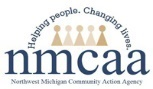 Helping people. Changing lives.
nmcaa
Northwest Michigan Community Action Agency